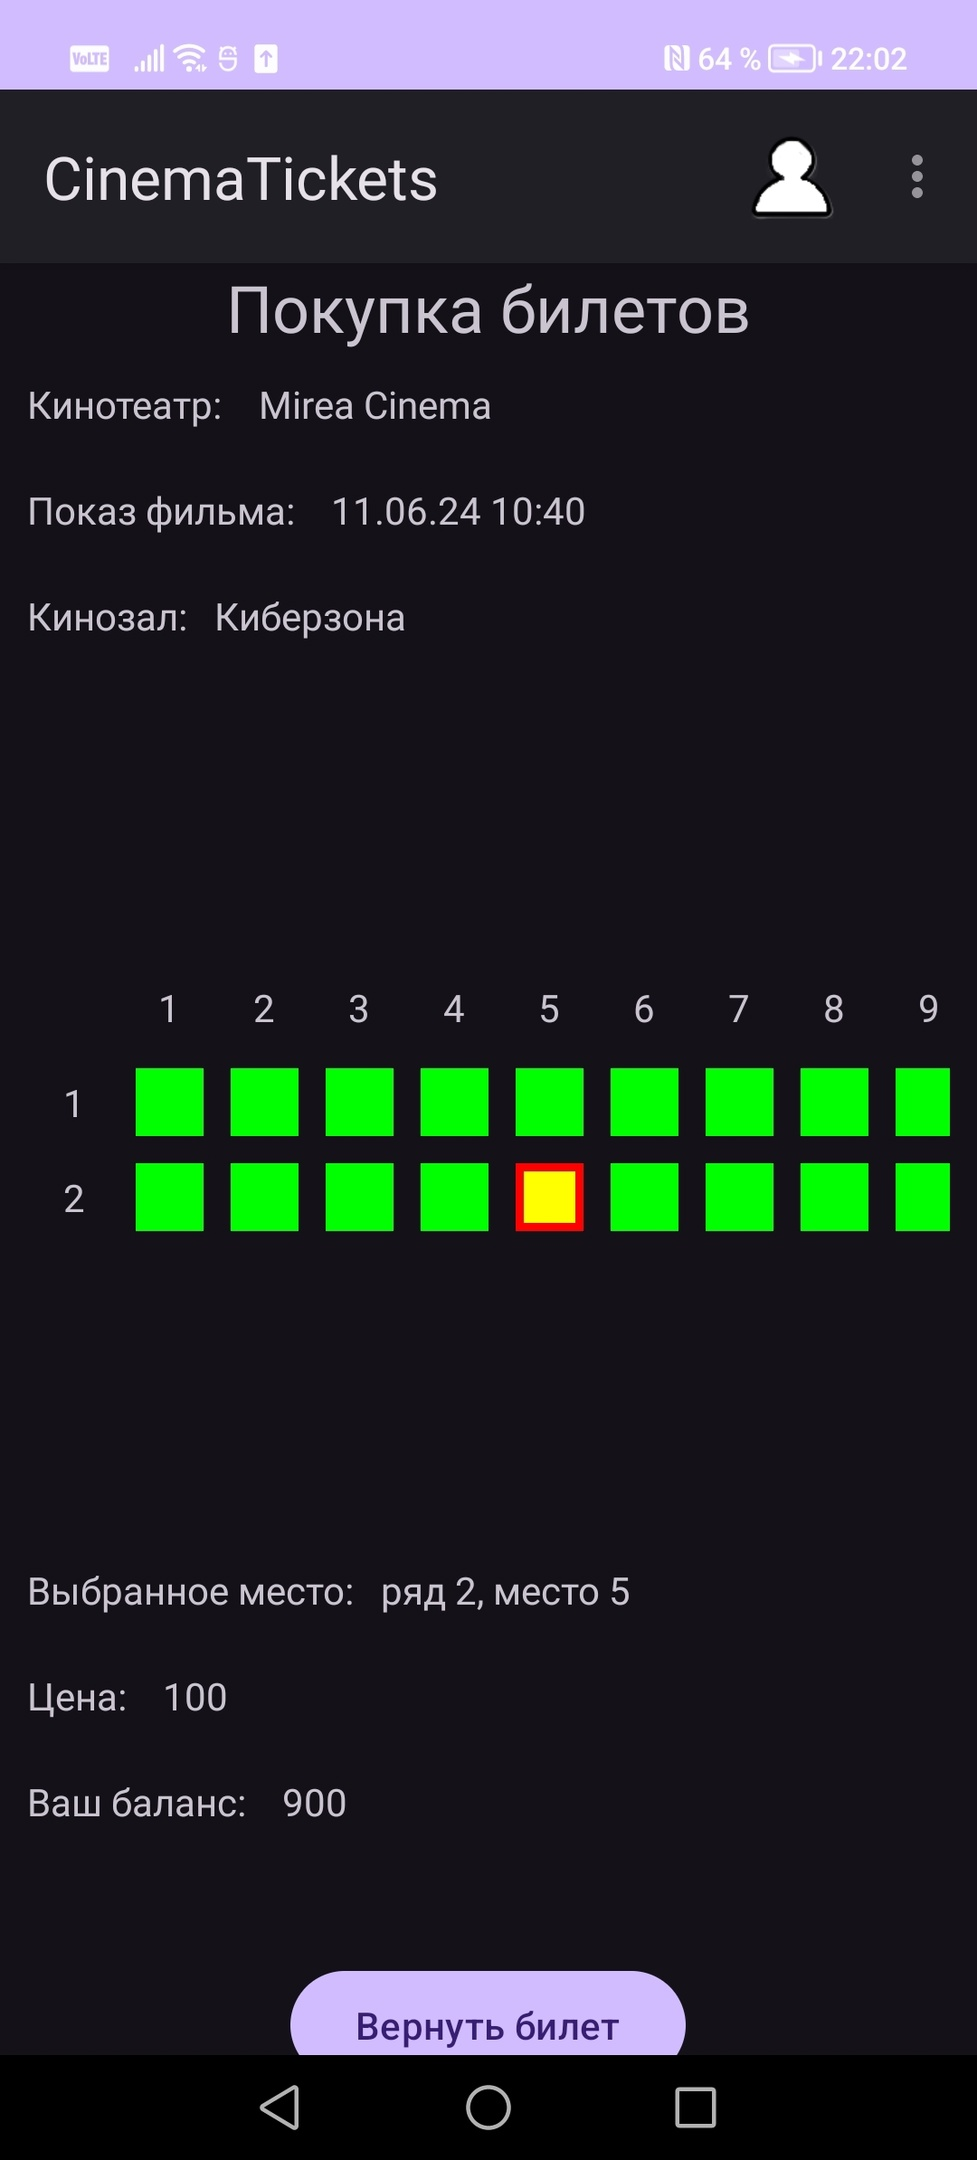 VoLTE 64 % 22:02
CinemaTickets
Покупка билетов
Кинотеатр: Mirea Cinema
Показ фильма: 11.06.24 10:40
Кинозал: Киберзона
1 2 3 4 5 6 7 8 9
1
2
Выбранное место: ряд 2, место 5
Цена: 100
Ваш баланс: 900
Вернуть билет